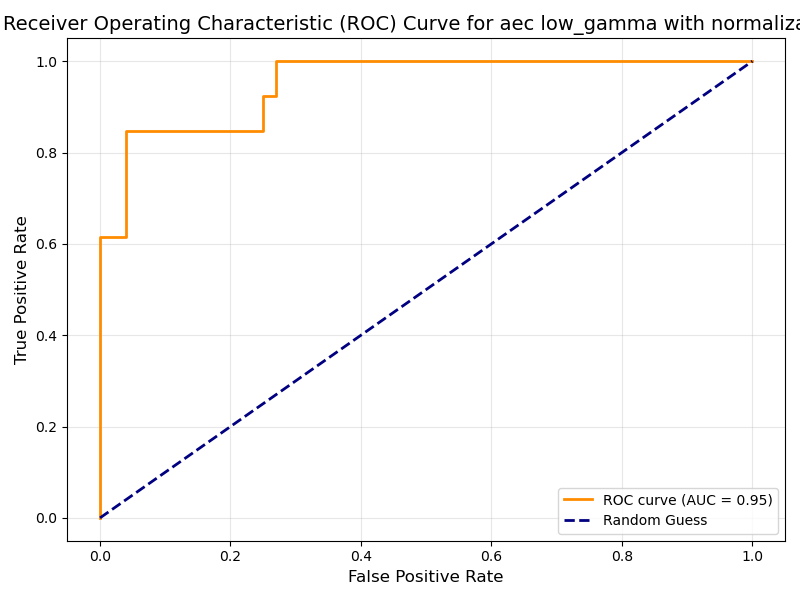 Receiver Operating Characteristic (ROC) Curve for aec low_gamma with normaliza
1.0
0.8
0.6
0.4
0.2
0.0
True Positive Rate
ROC curve (AUC = 0.95)
Random Guess
0.0 0.2 0.4 0.6 0.8 1.0
False Positive Rate